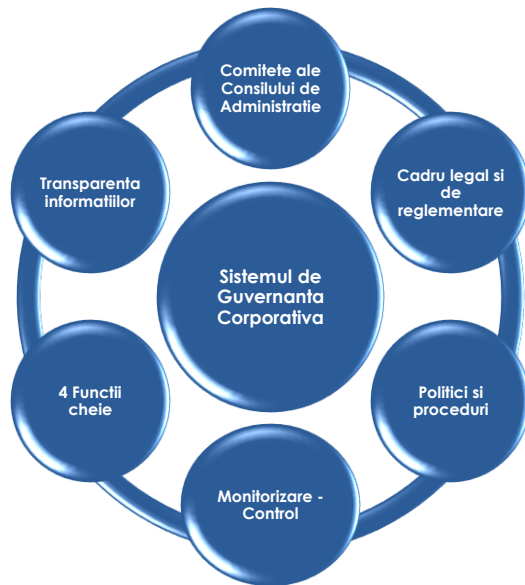 Comitete ale
Consilului de
Administratie
Cadru legal si
de
reglementare
Politici si
proceduri
Monitorizare -
Control
4 Functii
cheie
Transparenta
informatiilor
Sistemul de
Guvernanta
Corporativa